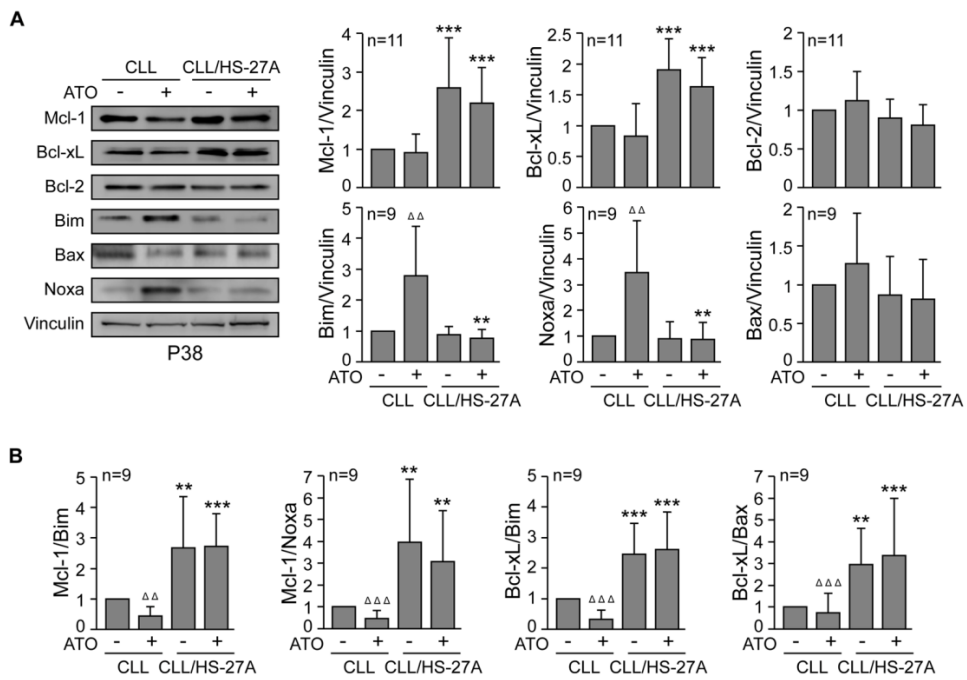 A
CLL CLL/HS-27A
ATO - + - +
Mcl-1
Bcl-xL
Bcl-2
Bim
Bax
Noxa
Vinculin
P38
Mcl-1/Vinculin
n=11
*** ***
4
3
2
1
0
Bcl-xL/Vinculin
n=11
*** ***
2.5
2
1.5
1
0.5
0
Bcl-2/Vinculin
n=11
2
1.5
1
0.5
0
Bim/Vinculin
n=9
ΔΔ
**
5
4
3
2
1
0
ATO - + - +
CLL CLL/HS-27A
Noxa/Vinculin
n=9
ΔΔ
**
6
5
4
3
2
1
0
ATO - + - +
CLL CLL/HS-27A
Bax/Vinculin
n=9
2
1.5
1
0.5
0
ATO - + - +
CLL CLL/HS-27A
B
Mcl-1/Bim
n=9
ΔΔ ** ***
5
4
3
2
1
0
ATO - + - +
CLL CLL/HS-27A
Mcl-1/Noxa
n=9
ΔΔΔ ** **
7
6
5
4
3
2
1
0
ATO - + - +
CLL CLL/HS-27A
Bcl-xL/Bim
n=9
ΔΔΔ *** ***
5
4
3
2
1
0
ATO - + - +
CLL CLL/HS-27A
Bcl-xL/Bax
n=9
ΔΔΔ ** ***
8
7
6
5
4
3
2
1
0
ATO - + - +
CLL CLL/HS-27A